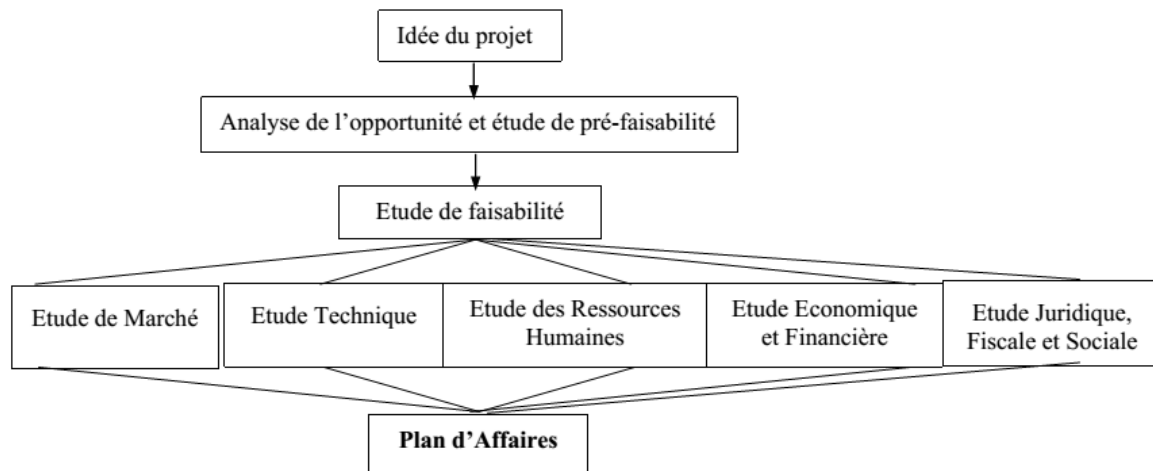 Idée du projet
Analyse de l’opportunité et étude de pré-faisabilité
Etude de faisabilité
Etude de Marché
Etude Technique
Etude des Ressources
Humaines
Etude Economique
et Financière
Etude Juridique,
Fiscale et Sociale
Plan d’Affaires